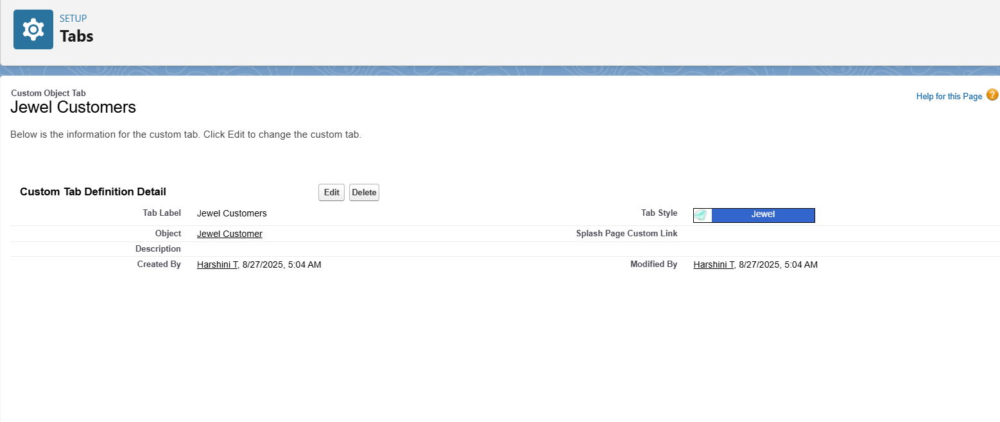 SETUP
Tabs
Custom Object Tab
Jewel Customers
Help for this Page ?
Below is the information for the custom tab. Click Edit to change the custom tab.
Custom Tab Definition Detail Edit Delete
Tab Label Jewel Customers Tab Style Jewel
Object Jewel Customer Splash Page Custom Link
Description
Created By Harshini T, 8/27/2025, 5:04 AM Modified By Harshini T, 8/27/2025, 5:04 AM